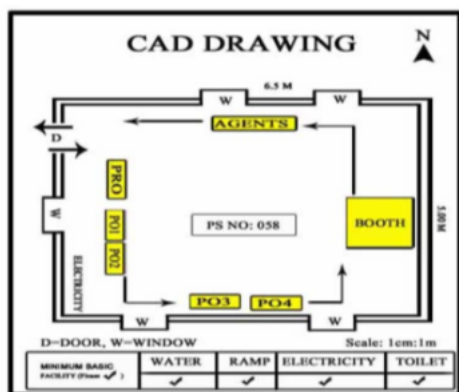 CAD DRAWING
N
6.5 M
W
W
AGENTS
D
PRO
W
PO1
PO2
PS NO: 058
BOOTH
5.00 M
ELECTRICITY
PO3
PO4
W
W
D=DOOR, W=WINDOW
Scale: 1cm:1m
MINIMUM BASIC WATER RAMP ELECTRICITY TOILET
FACILITY (Please ✓) ✓ ✓ ✓ ✓